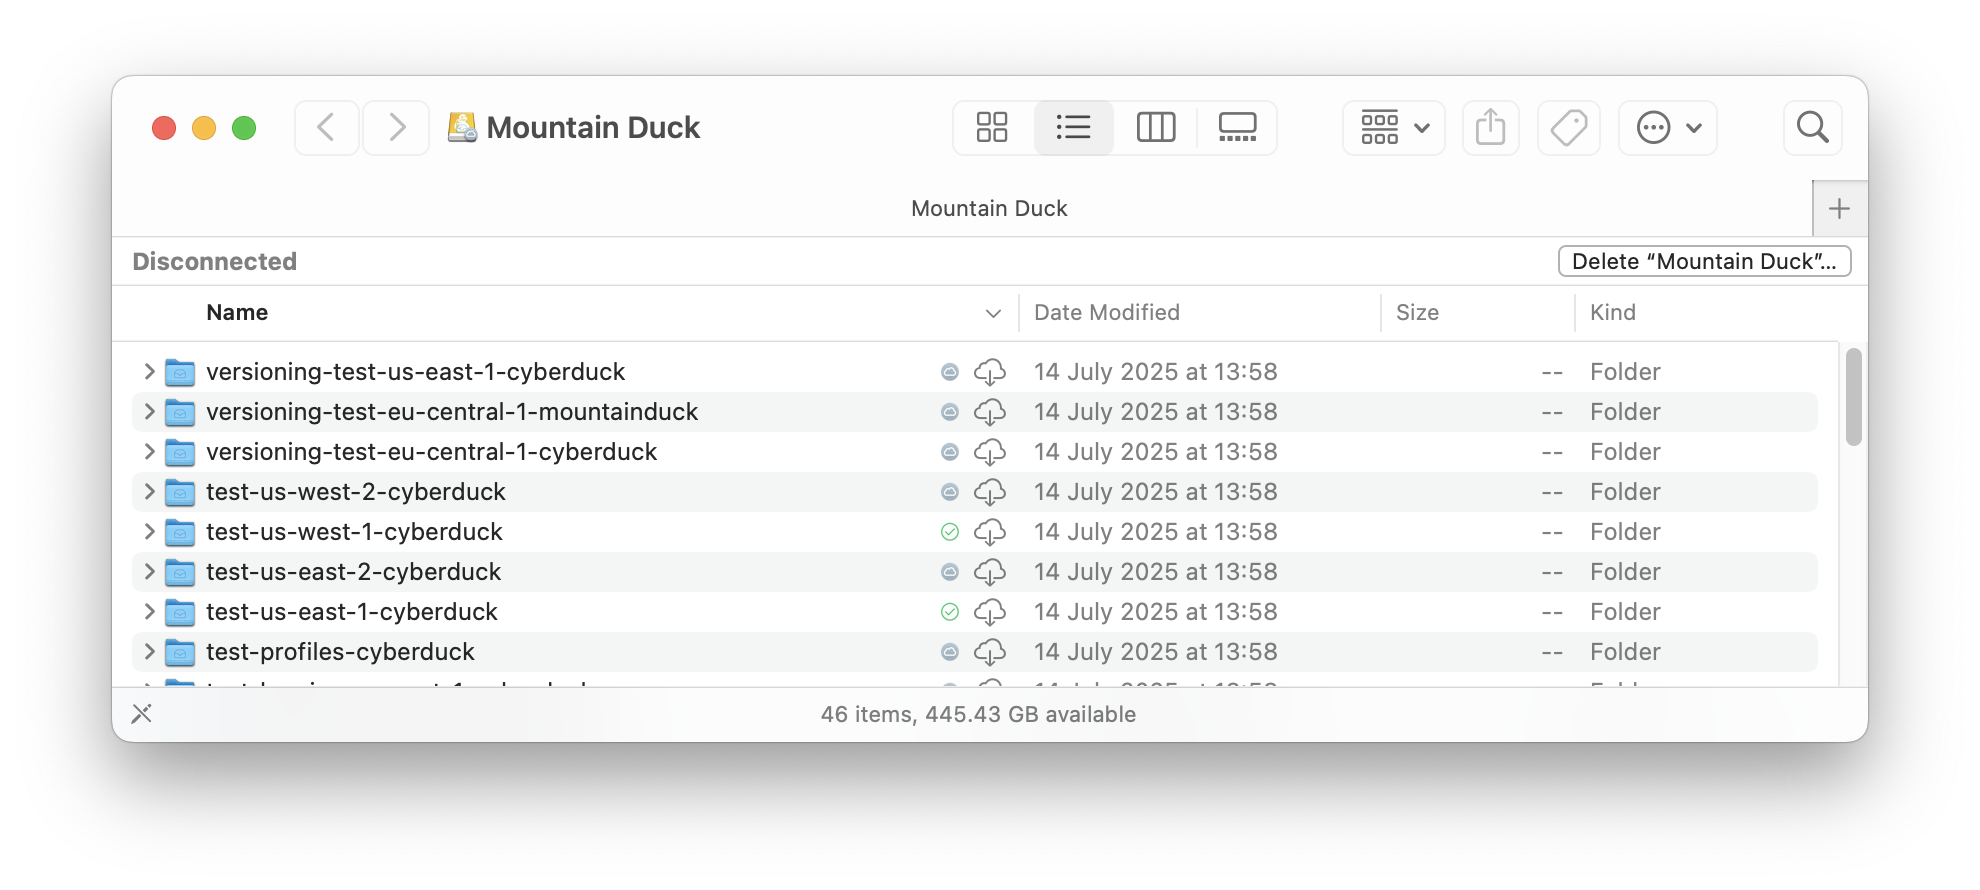 Mountain Duck
Mountain Duck
Disconnected Delete “Mountain Duck”...
Name Date Modified Size Kind
versioning-test-us-east-1-cyberduck 14 July 2025 at 13:58 -- Folder
versioning-test-eu-central-1-mountainduck 14 July 2025 at 13:58 -- Folder
versioning-test-eu-central-1-cyberduck 14 July 2025 at 13:58 -- Folder
test-us-west-2-cyberduck 14 July 2025 at 13:58 -- Folder
test-us-west-1-cyberduck 14 July 2025 at 13:58 -- Folder
test-us-east-2-cyberduck 14 July 2025 at 13:58 -- Folder
test-us-east-1-cyberduck 14 July 2025 at 13:58 -- Folder
test-profiles-cyberduck 14 July 2025 at 13:58 -- Folder
46 items, 445.43 GB available